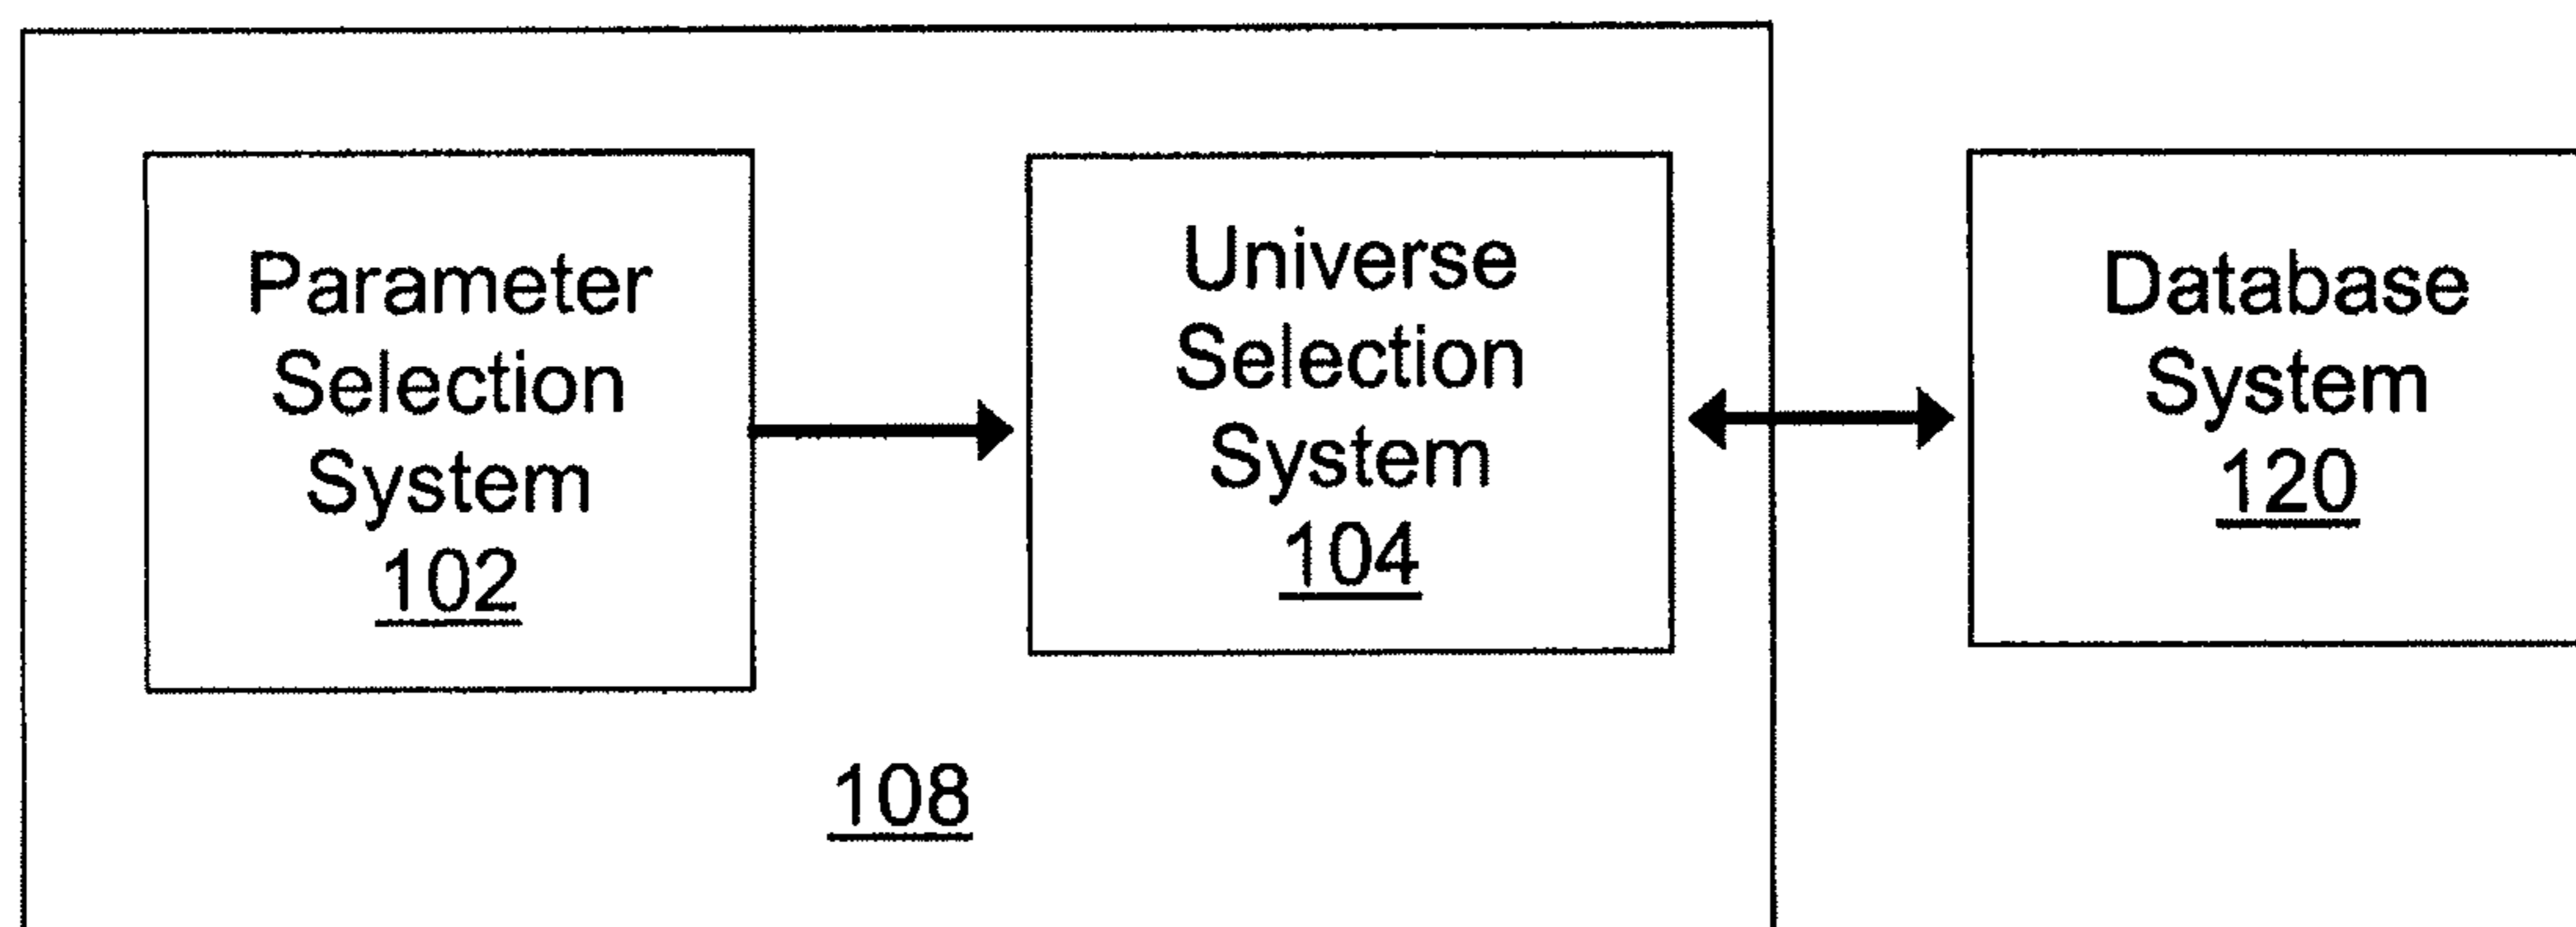 Parameter
Selection
System
102
Universe
Selection
System
104
Database
System
120
108